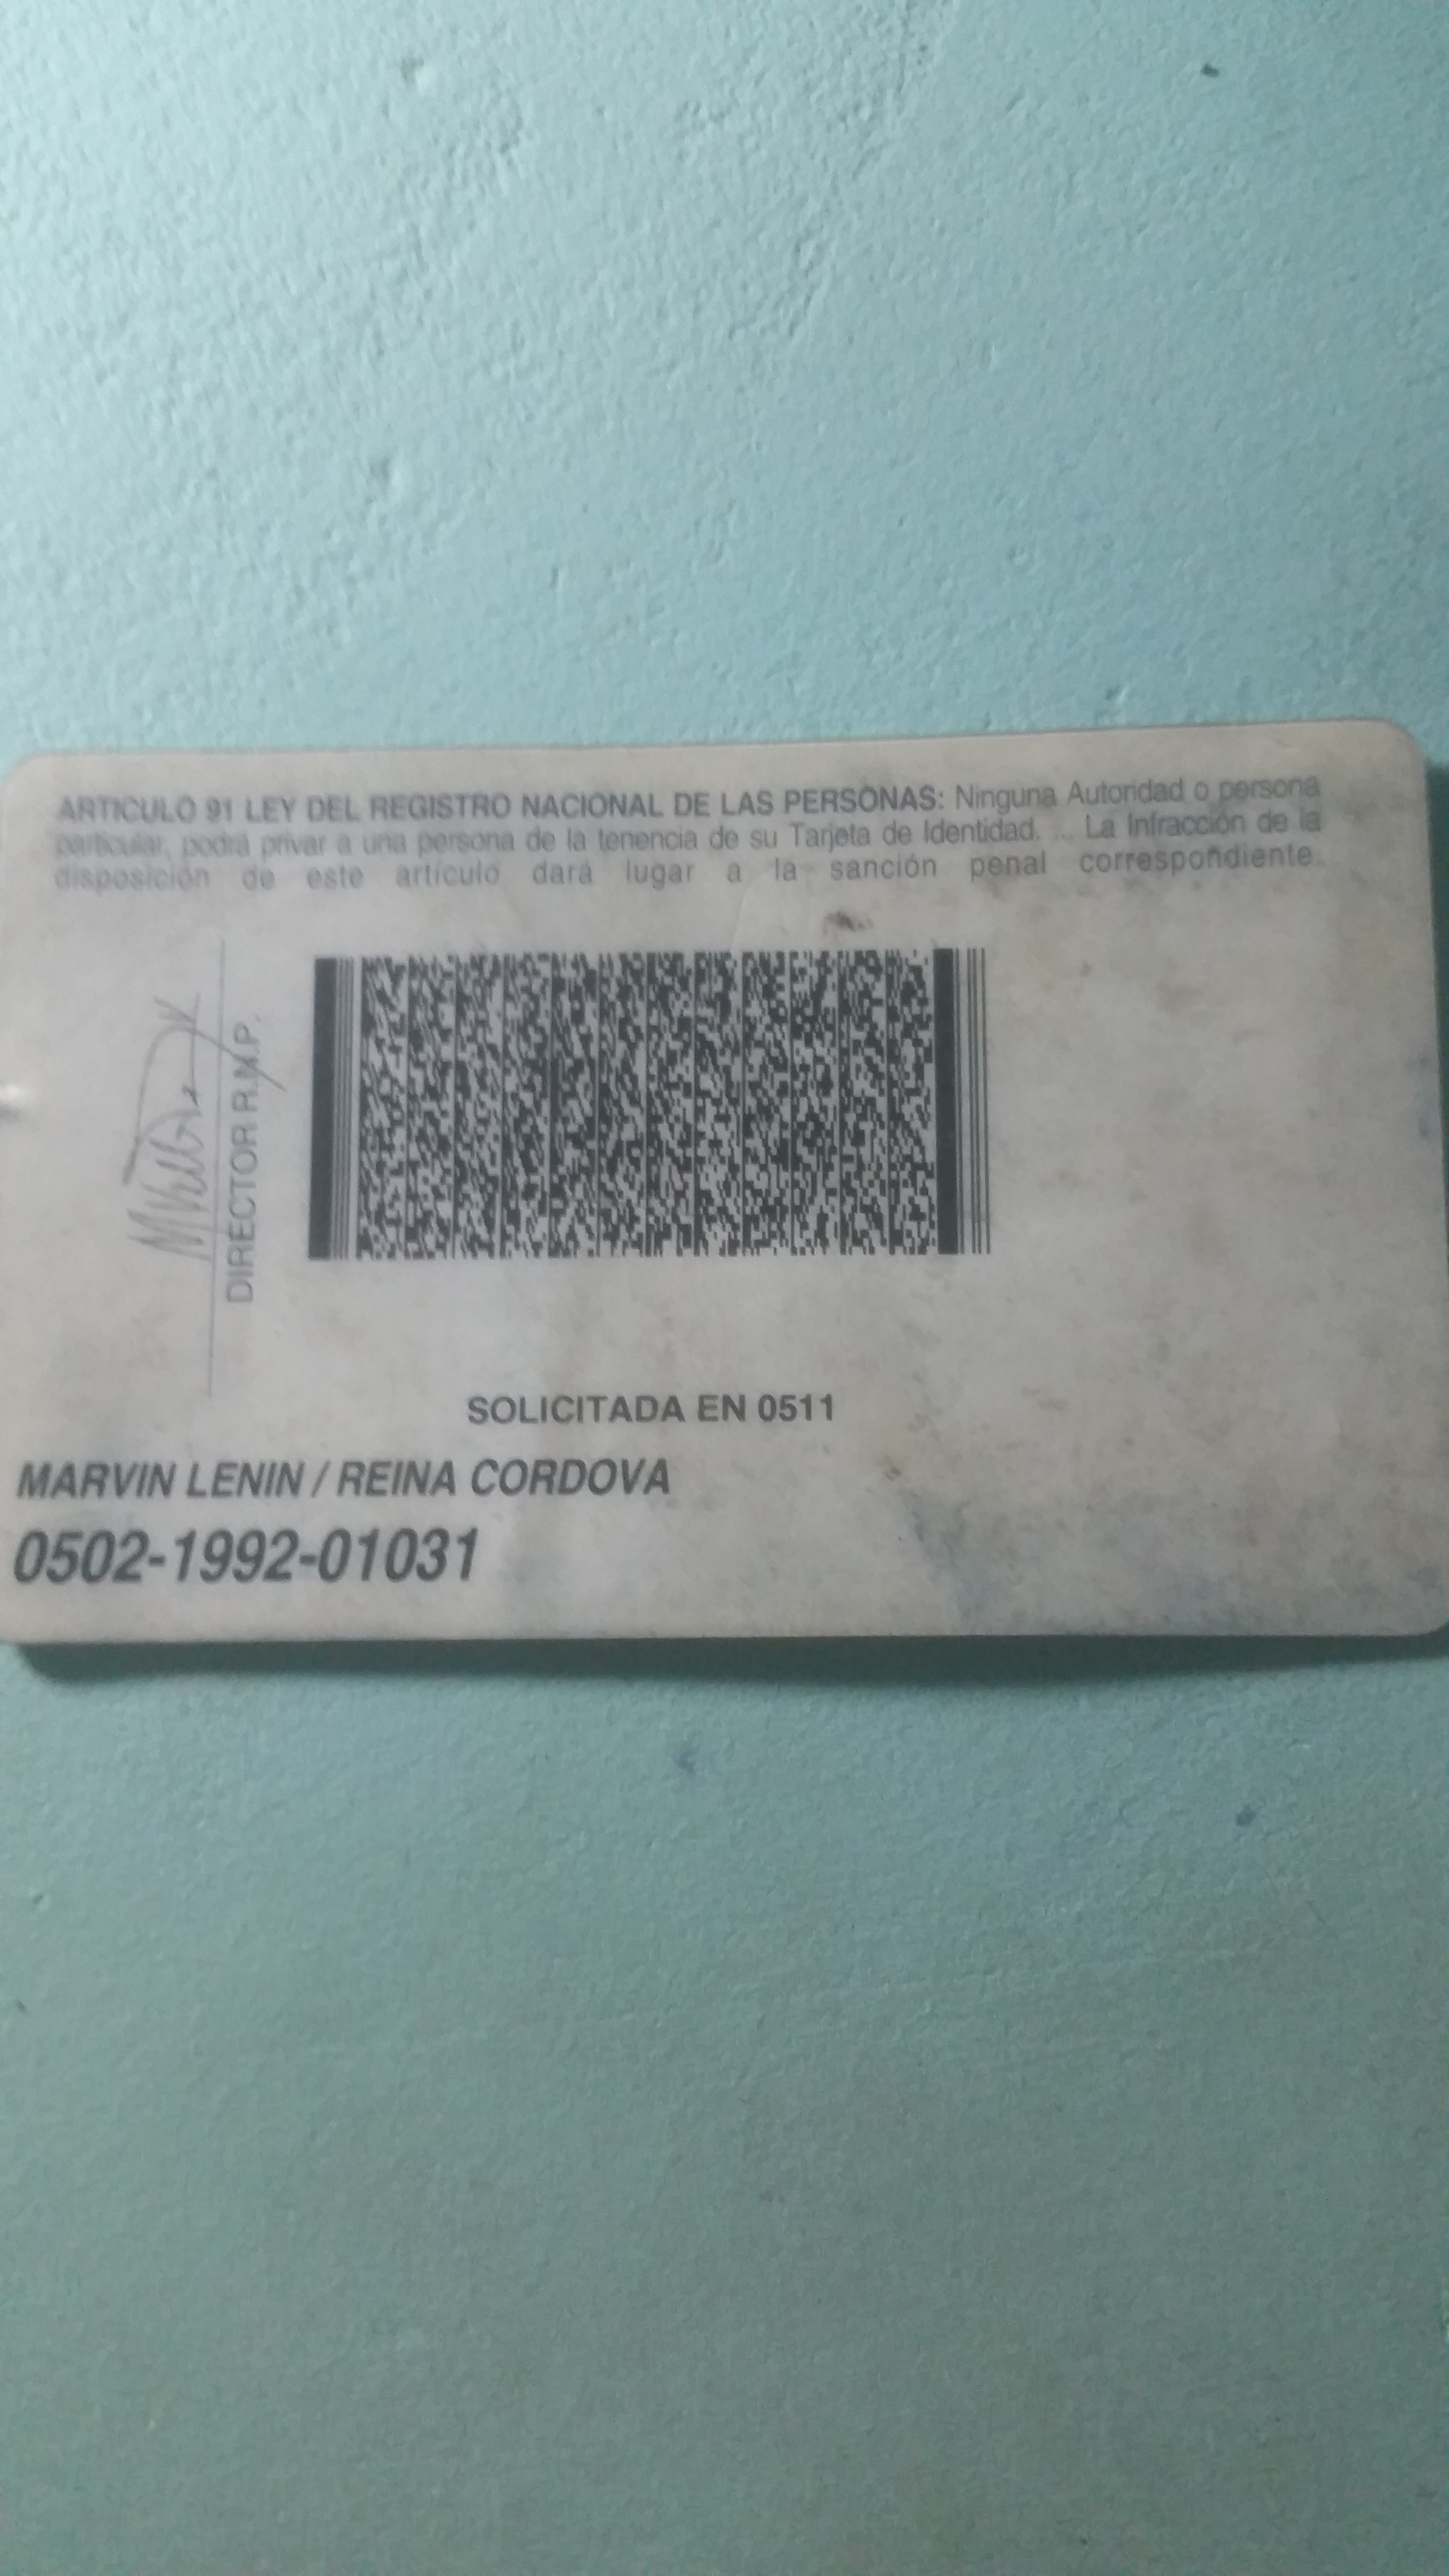 ARTICULO 91 LEY DEL REGISTRO NACIONAL DE LAS PERSONAS: Ninguna Autoridad o persona
particular, podrá privar a una persona de la tenencia de su Tarjeta de Identidad. ... La Infracción de la
disposición de este artículo dará lugar a la sanción penal correspondiente.
DIRECTOR R.N.P.
SOLICITADA EN 0511
MARVIN LENIN / REINA CORDOVA
0502-1992-01031